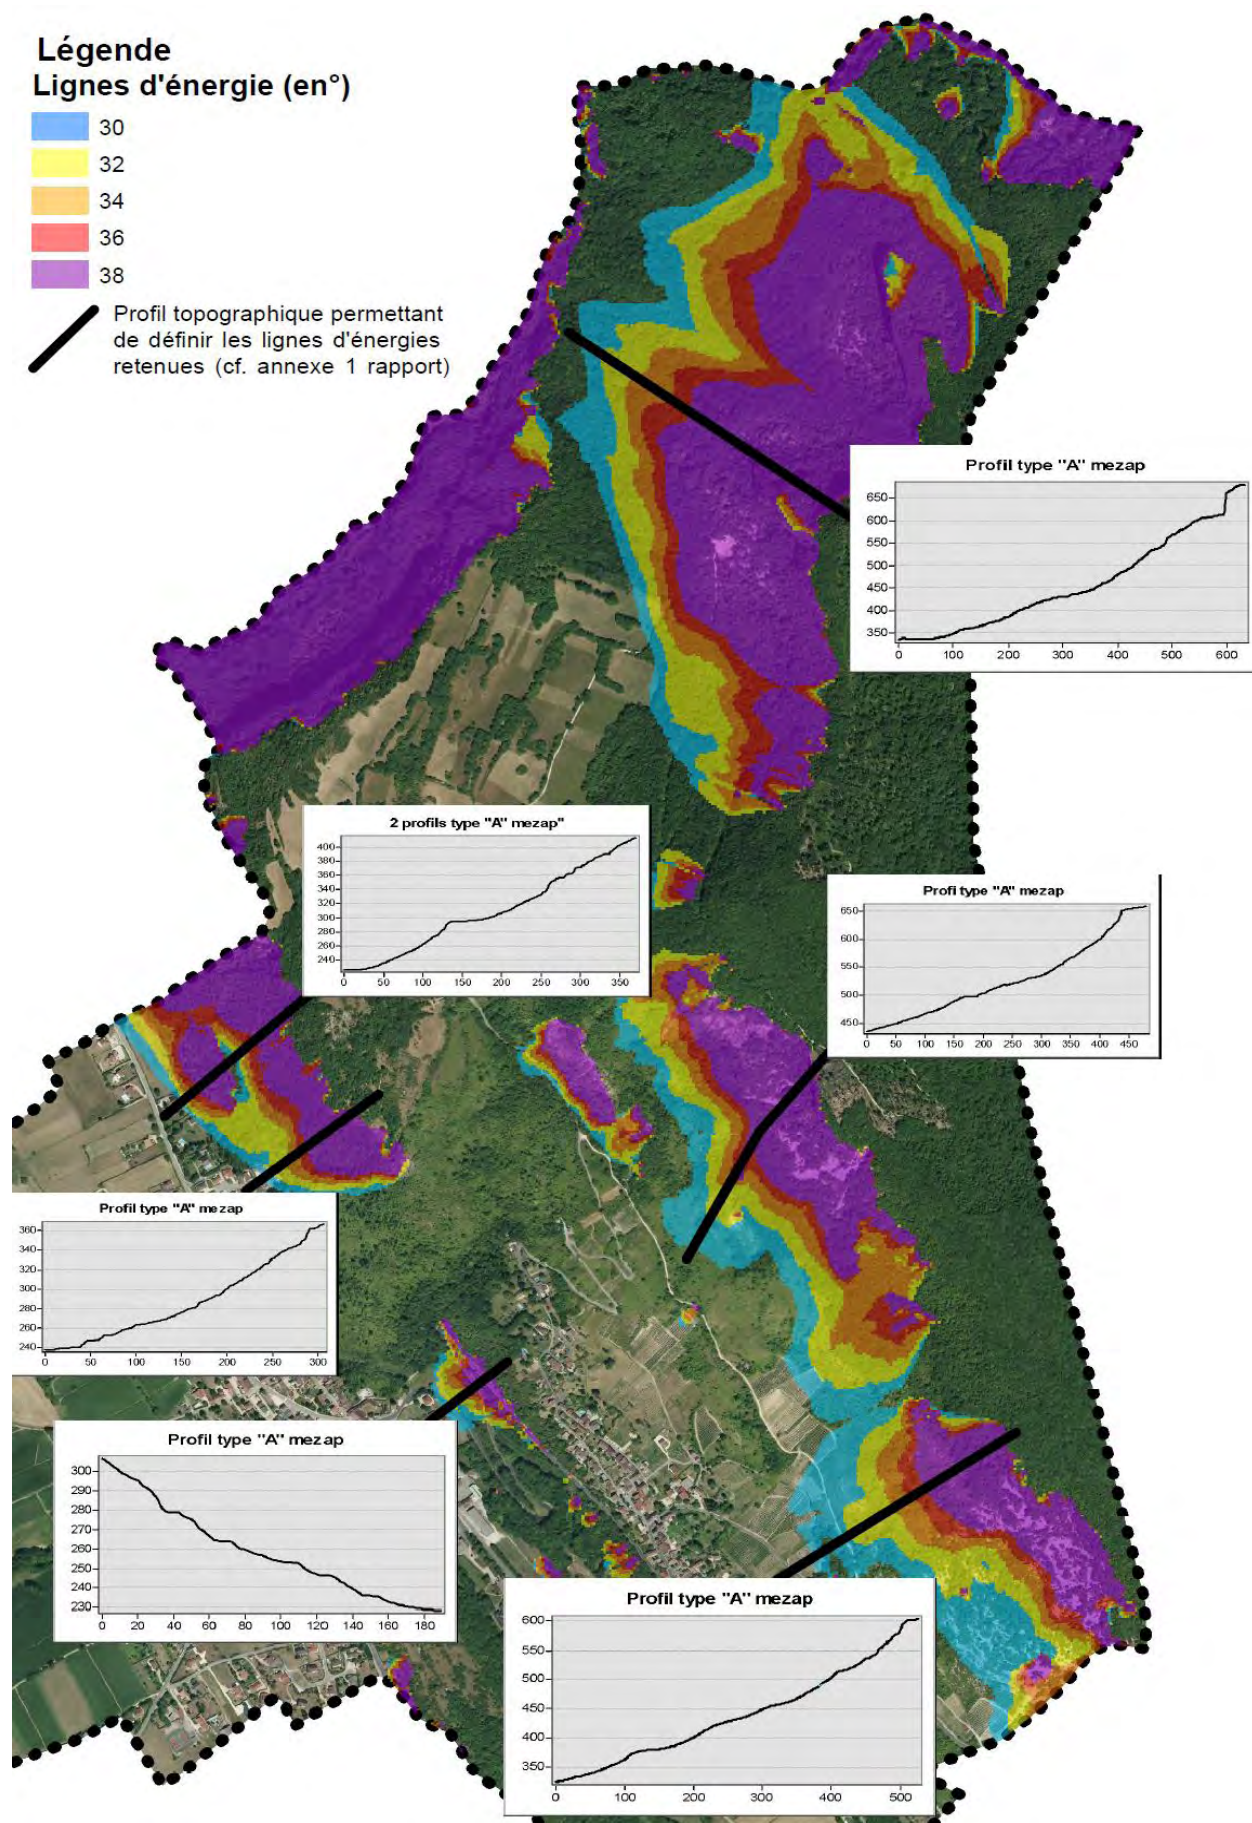 Légende
Lignes d'énergie (en°)
30
32
34
36
38
Profil topographique permettant
de définir les lignes d'énergies
retenues (cf. annexe 1 rapport)
Profil type "A" mezap
650
600
550
500
450
400
350
0 100 200 300 400 500 600
2 profils type "A" mezap"
400
380
360
340
320
300
280
260
240
0 50 100 150 200 250 300 350
Profi type "A" mezap
650
600
550
500
450
0 50 100 150 200 250 300 350 400 450
Profil type "A" mezap
360
340
320
300
280
260
240
0 50 100 150 200 250 300
Profil type "A" mezap
300
290
280
270
260
250
240
230
0 20 40 60 80 100 120 140 160 180
Profil type "A" mezap
600
550
500
450
400
350
0 100 200 300 400 500